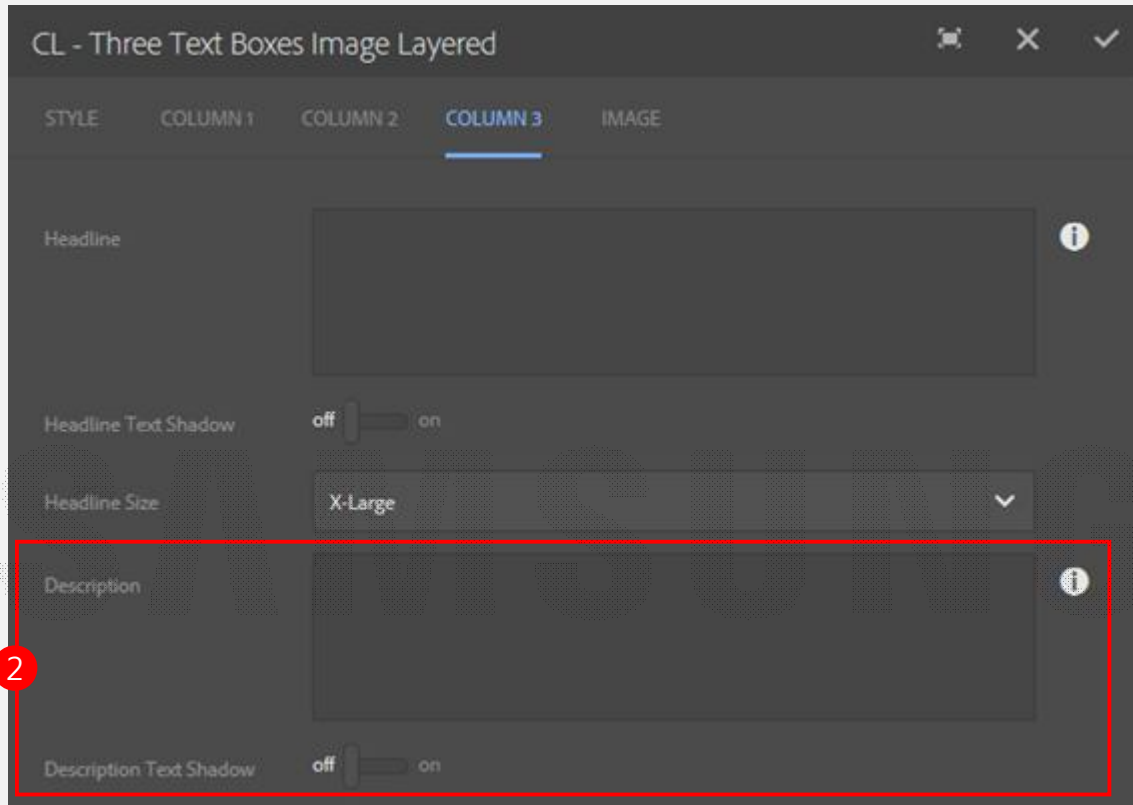 CL - Three Text Boxes Image Layered
STYLE COLUMN 1 COLUMN 2 COLUMN 3 IMAGE
Headline
Headline Text Shadow off on
Headline Size X-Large
SAMSUNG
Description
2
Description Text Shadow off on